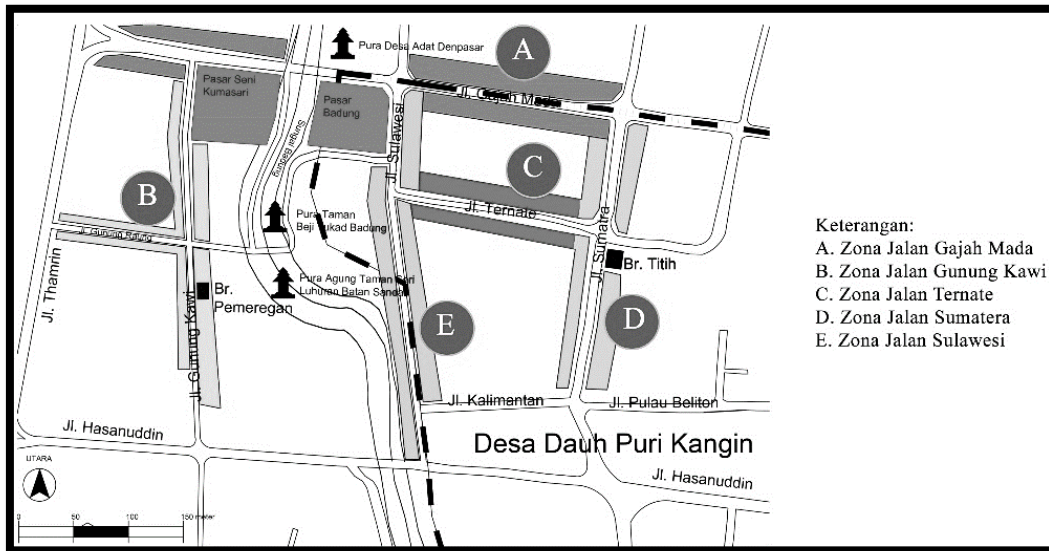 A
Pura Desa Adat Denpasar
Pasar Seni
Kumasari
Pasar
Badung
Jl. Gajah Mada
Sungai Badung
Jl. Sulawesi
B
C
Jl. Ternate
Jl. Gunung Ratung
Pura Taman
Beji Tukad Badung
Jl. Sumatra
Br. Titih
Pura Agung Taman Sari
Luhuran Batan Sandat
Jl. Thamrin
Br.
Pemeregan
Jl. Gunung Kawi
E
D
Jl. Kalimantan
Jl. Pulau Beliton
Jl. Hasanuddin
Desa Dauh Puri Kangin
Jl. Hasanuddin
UTARA
0 50 100 150 meter
Keterangan:
A. Zona Jalan Gajah Mada
B. Zona Jalan Gunung Kawi
C. Zona Jalan Ternate
D. Zona Jalan Sumatera
E. Zona Jalan Sulawesi